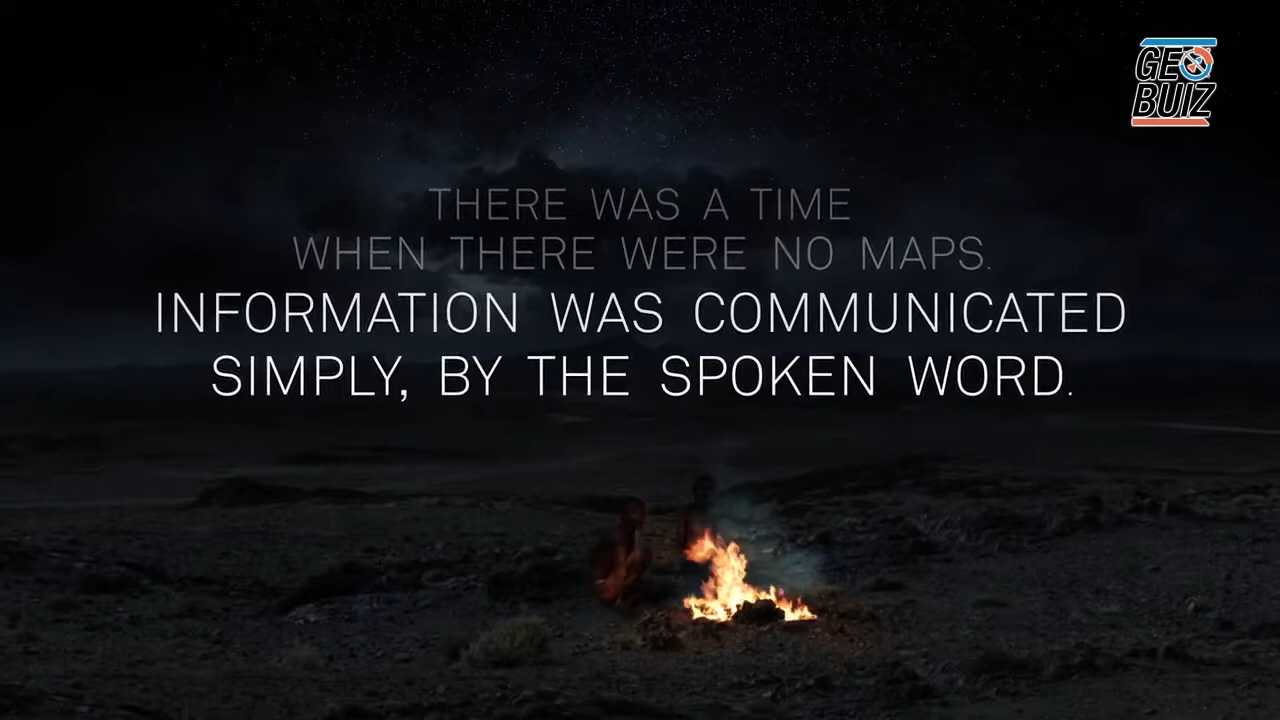 GEO
BUIZ
THERE WAS A TIME
WHEN THERE WERE NO MAPS.
INFORMATION WAS COMMUNICATED
SIMPLY, BY THE SPOKEN WORD.